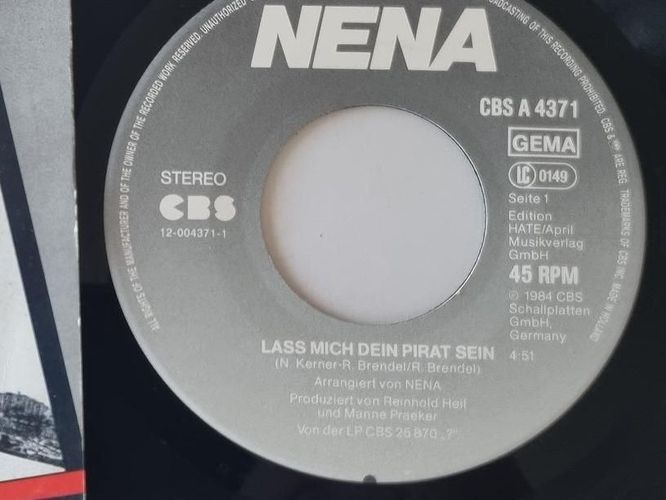 ALL RIGHTS OF THE MANUFACTURER AND OF THE OWNER OF THE RECORDED WORK RESERVED. UNAUTHORIZED
BROADCASTING OF THIS RECORDING PROHIBITED. CBS & ARE REG. TRADEMARKS OF CBS INC. MADE IN HOLLAND
NENA
CBS A 4371
GEMA
LC 0149
STEREO
CBS
12-004371-1
Seite 1
Edition
HATE/April
Musikverlag
GmbH
45 RPM
℗ 1984 CBS
Schallplatten
GmbH,
Germany
LASS MICH DEIN PIRAT SEIN 4:51
(N. Kerner-R. Brendel/R. Brendel)
Arrangiert von NENA
Produziert von Reinhold Heil
und Manne Praeker
Von der LP CBS 25 870 „?"